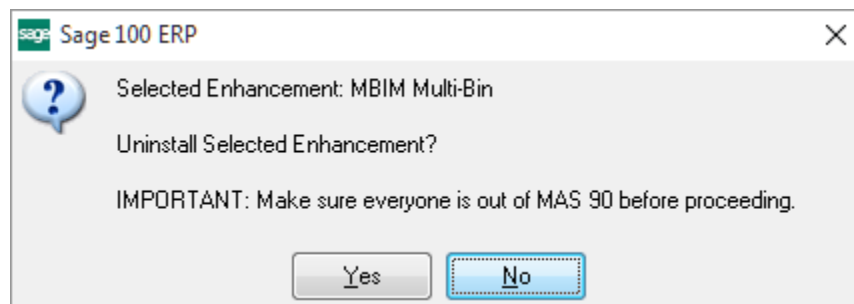 sage Sage 100 ERP
Selected Enhancement: MBIM Multi-Bin
Uninstall Selected Enhancement?
IMPORTANT: Make sure everyone is out of MAS 90 before proceeding.
Yes No